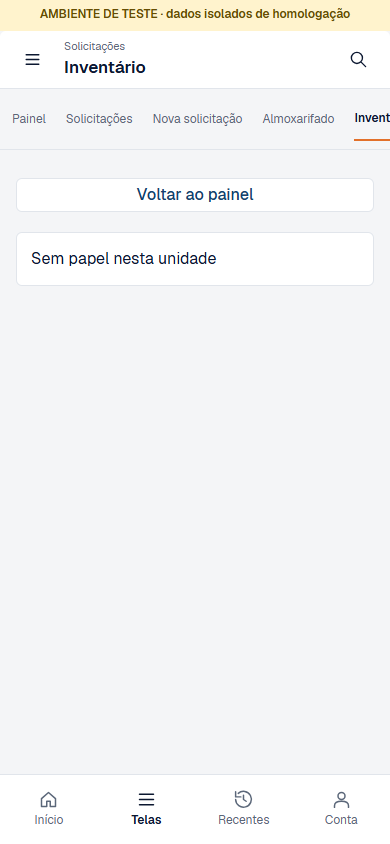 AMBIENTE DE TESTE · dados isolados de homologação
Solicitações
Inventário
Painel Solicitações Nova solicitação Almoxarifado Invent
Voltar ao painel
Sem papel nesta unidade
Início Telas Recentes Conta